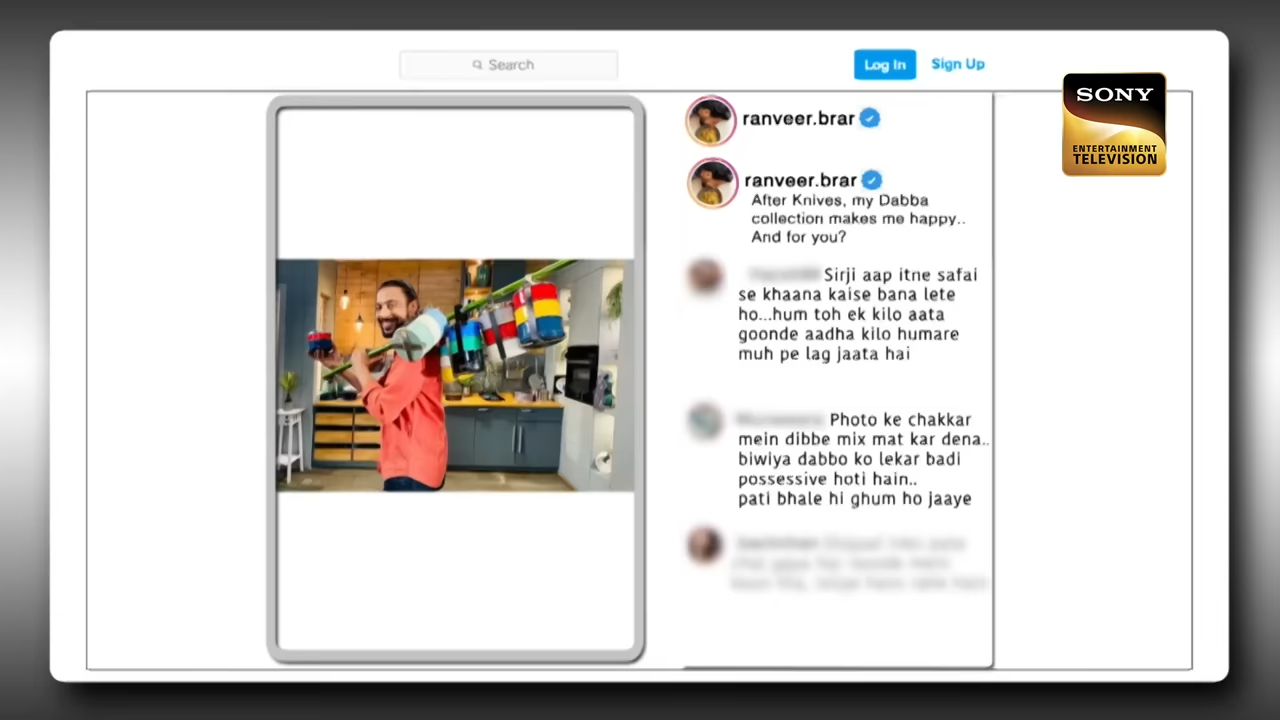 Search
Log In
Sign Up
SONY
ENTERTAINMENT
TELEVISION
ranveer.brar
ranveer.brar
After Knives, my Dabba
collection makes me happy..
And for you?
Sirji aap itne safai
se khaana kaise bana lete
ho...hum toh ek kilo aata
goonde aadha kilo humare
muh pe lag jaata hai
Photo ke chakkar
mein dibbe mix mat kar dena..
biwiya dabbo ko lekar badi
possessive hoti hain..
pati bhale hi ghum ho jaaye